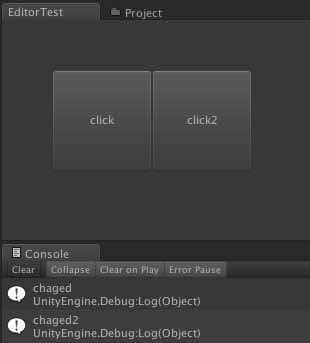 EditorTest Project
click click2
Console
Clear Collapse Clear on Play Error Pause
chaged
UnityEngine.Debug:Log(Object)
chaged2
UnityEngine.Debug:Log(Object)